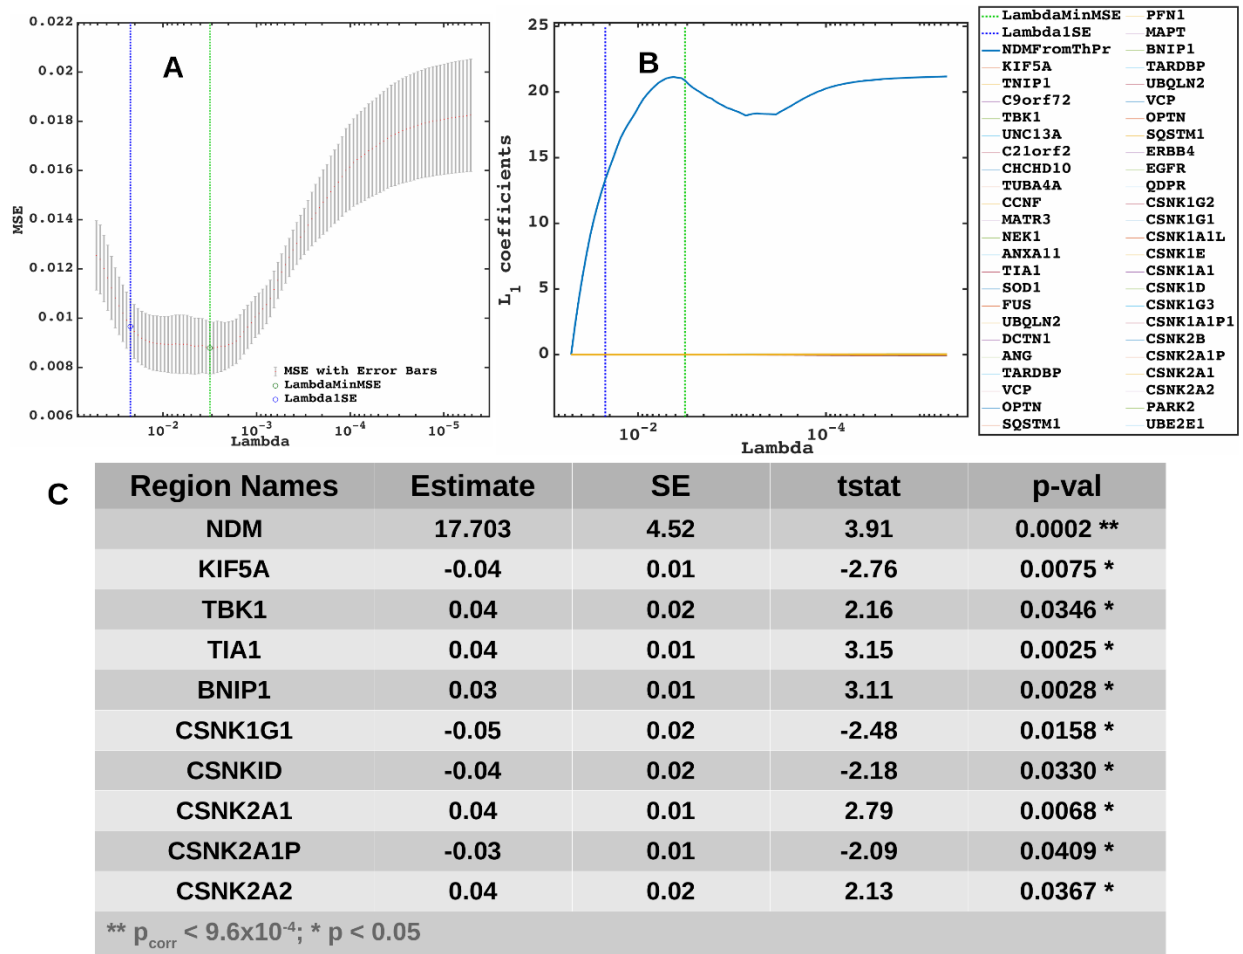 A
0.022
0.02
0.018
0.016
0.014
0.012
0.01
0.008
0.006
MSE
10-2
10-3
10-4
10-5
Lambda
MSE with Error Bars
LambdaMinMSE
Lambda1SE
B
25
20
15
10
5
0
L1 coefficients
10-2
10-4
Lambda
LambdaMinMSE
Lambda1SE
NDMFromThPr
KIF5A
TNIP1
C9orf72
TBK1
UNC13A
C21orf2
CHCHD10
TUBA4A
CCNF
MATR3
NEK1
ANXA11
TIA1
SOD1
FUS
UBQLN2
DCTN1
ANG
TARDBP
VCP
OPTN
SQSTM1
PFN1
MAPT
BNIP1
TARDBP
UBQLN2
VCP
OPTN
SQSTM1
ERBB4
EGFR
QDPR
CSNK1G2
CSNK1G1
CSNK1A1L
CSNK1E
CSNK1A1
CSNK1D
CSNK1G3
CSNK1A1P1
CSNK2B
CSNK2A1P
CSNK2A1
CSNK2A2
PARK2
UBE2E1
C
Region Names Estimate SE tstat p-val
NDM 17.703 4.52 3.91 0.0002 **
KIF5A -0.04 0.01 -2.76 0.0075 *
TBK1 0.04 0.02 2.16 0.0346 *
TIA1 0.04 0.01 3.15 0.0025 *
BNIP1 0.03 0.01 3.11 0.0028 *
CSNK1G1 -0.05 0.02 -2.48 0.0158 *
CSNKID -0.04 0.02 -2.18 0.0330 *
CSNK2A1 0.04 0.01 2.79 0.0068 *
CSNK2A1P -0.03 0.01 -2.09 0.0409 *
CSNK2A2 0.04 0.02 2.13 0.0367 *
** pcorr < 9.6x10-4; * p < 0.05